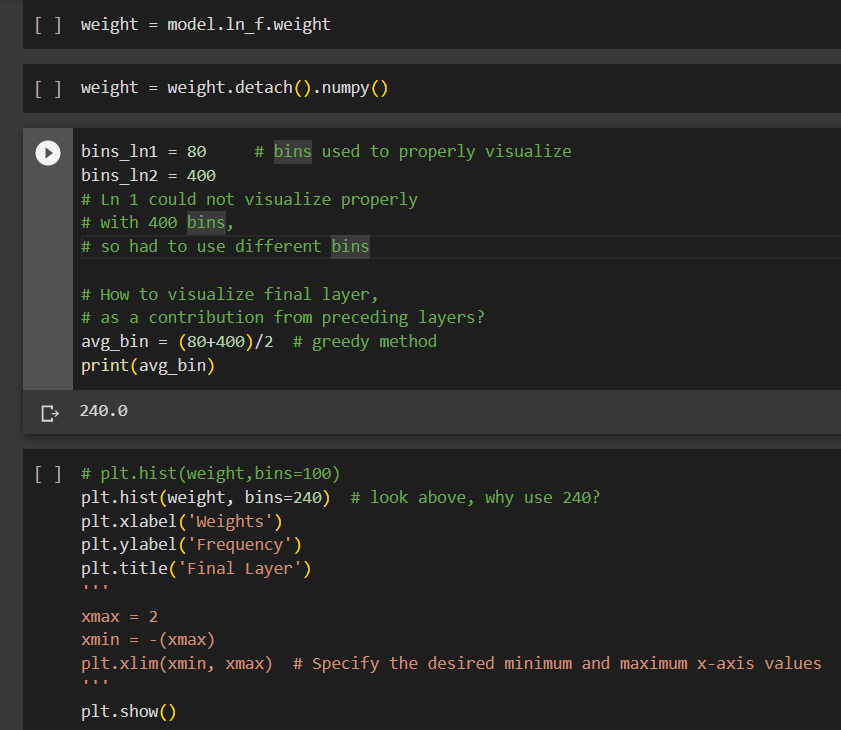 [ ] weight = model.ln_f.weight
[ ] weight = weight.detach().numpy()
bins_ln1 = 80     # bins used to properly visualize
bins_ln2 = 400
# Ln 1 could not visualize properly
# with 400 bins,
# so had to use different bins
# How to visualize final layer,
# as a contribution from preceding layers?
avg_bin = (80+400)/2  # greedy method
print(avg_bin)
240.0
[ ] # plt.hist(weight,bins=100)
plt.hist(weight, bins=240)  # look above, why use 240?
plt.xlabel('Weights')
plt.ylabel('Frequency')
plt.title('Final Layer')
'''
xmax = 2
xmin = -(xmax)
plt.xlim(xmin, xmax)  # Specify the desired minimum and maximum x-axis values
'''
plt.show()